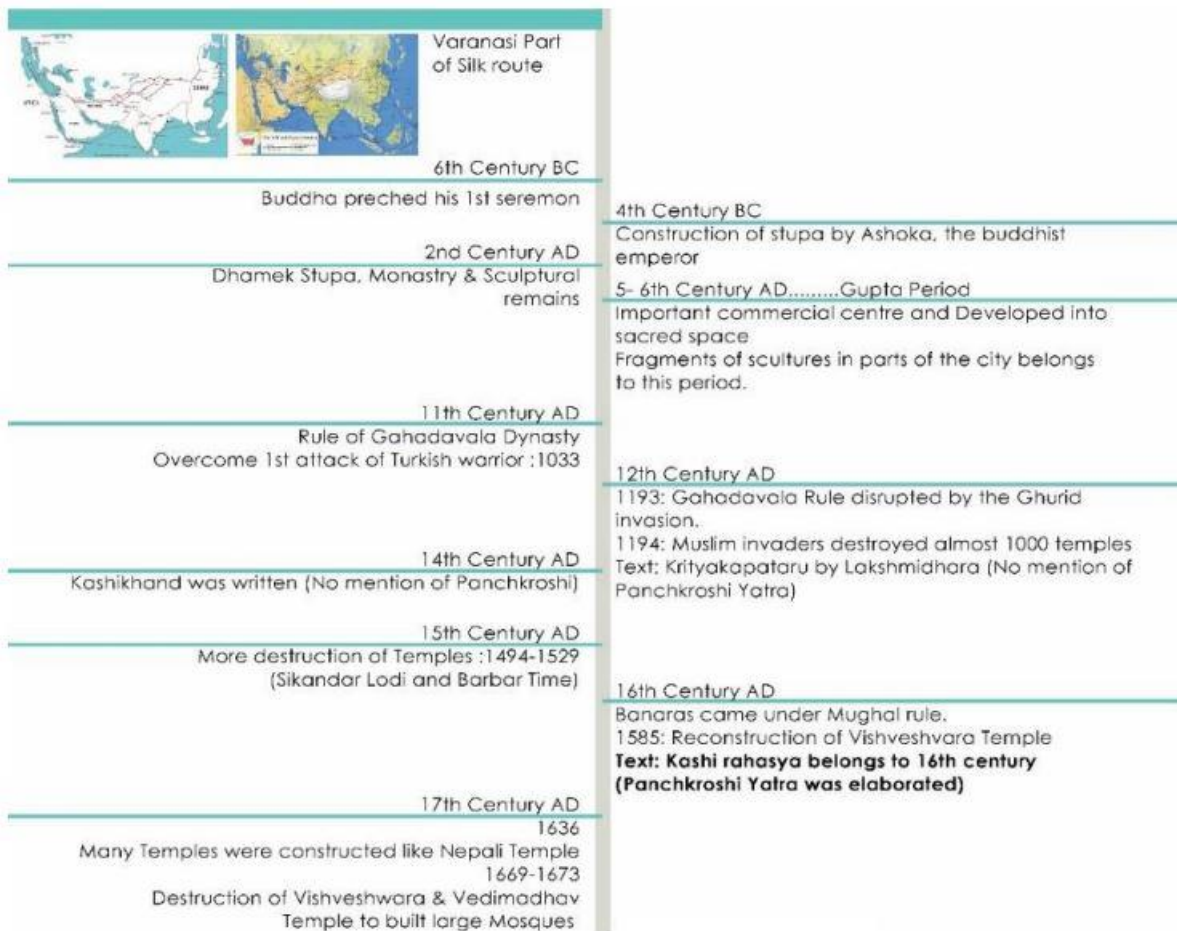 Varanasi Part
of Silk route
6th Century BC
Buddha preched his 1st seremon
4th Century BC
Construction of stupa by Ashoka, the buddhist
emperor
2nd Century AD
Dhamek Stupa, Monastry & Sculptural
remains
5- 6th Century AD.........Gupta Period
Important commercial centre and Developed into
sacred space
Fragments of scultures in parts of the city belongs
to this period.
11th Century AD
Rule of Gahadavala Dynasty
Overcome 1st attack of Turkish warrior :1033
12th Century AD
1193: Gahadavala Rule disrupted by the Ghurid
invasion.
1194: Muslim invaders destroyed almost 1000 temples
Text: Krityakapataru by Lakshmidhara (No mention of
Panchkroshi Yatra)
14th Century AD
Kashikhand was written (No mention of Panchkroshi)
15th Century AD
More destruction of Temples :1494-1529
(Sikandar Lodi and Barbar Time)
16th Century AD
Banaras came under Mughal rule.
1585: Reconstruction of Vishveshvara Temple
Text: Kashi rahasya belongs to 16th century
(Panchkroshi Yatra was elaborated)
17th Century AD
1636
Many Temples were constructed like Nepali Temple
1669-1673
Destruction of Vishveshwara & Vedimadhav
Temple to built large Mosques